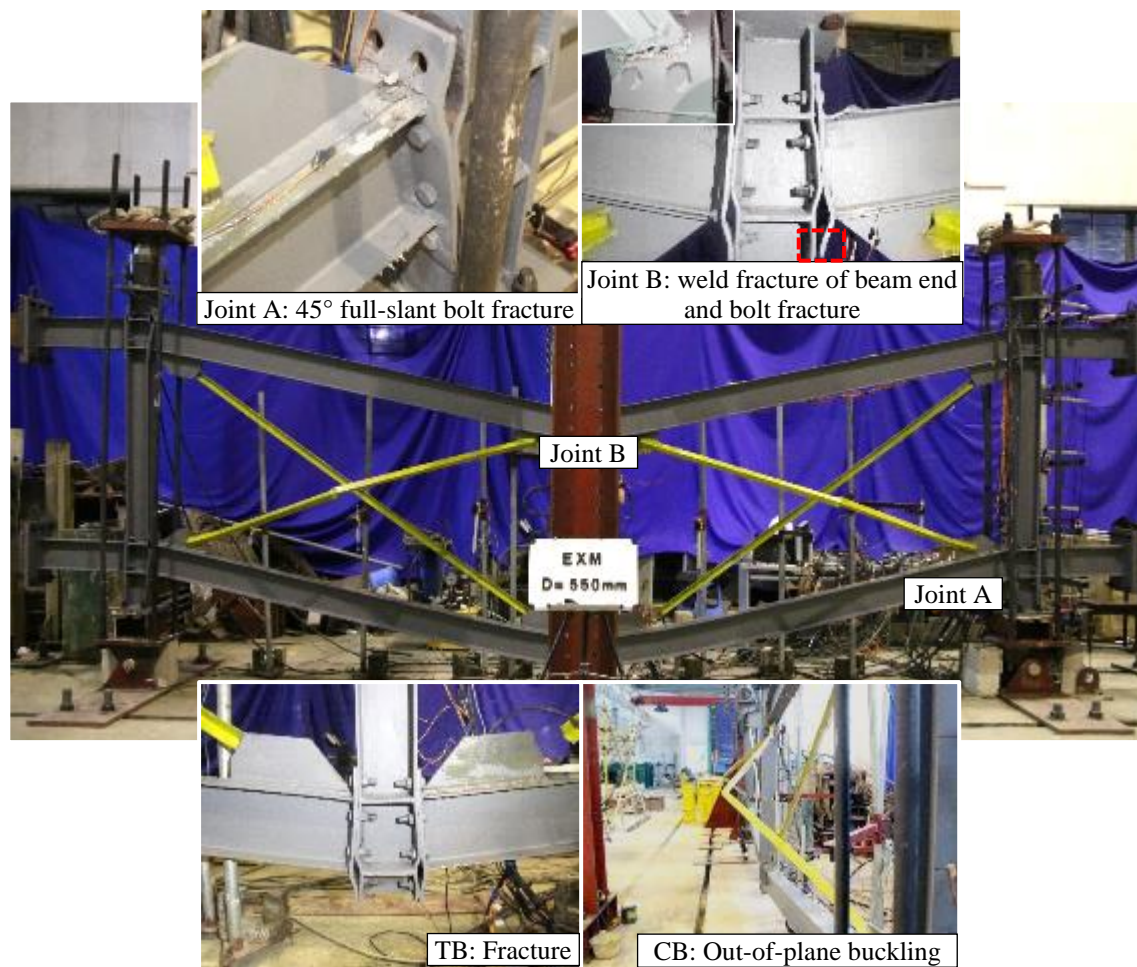 Joint A: 45° full-slant bolt fracture
Joint B: weld fracture of beam end
and bolt fracture
Joint B
EXM
D= 550mm
Joint A
TB: Fracture
CB: Out-of-plane buckling